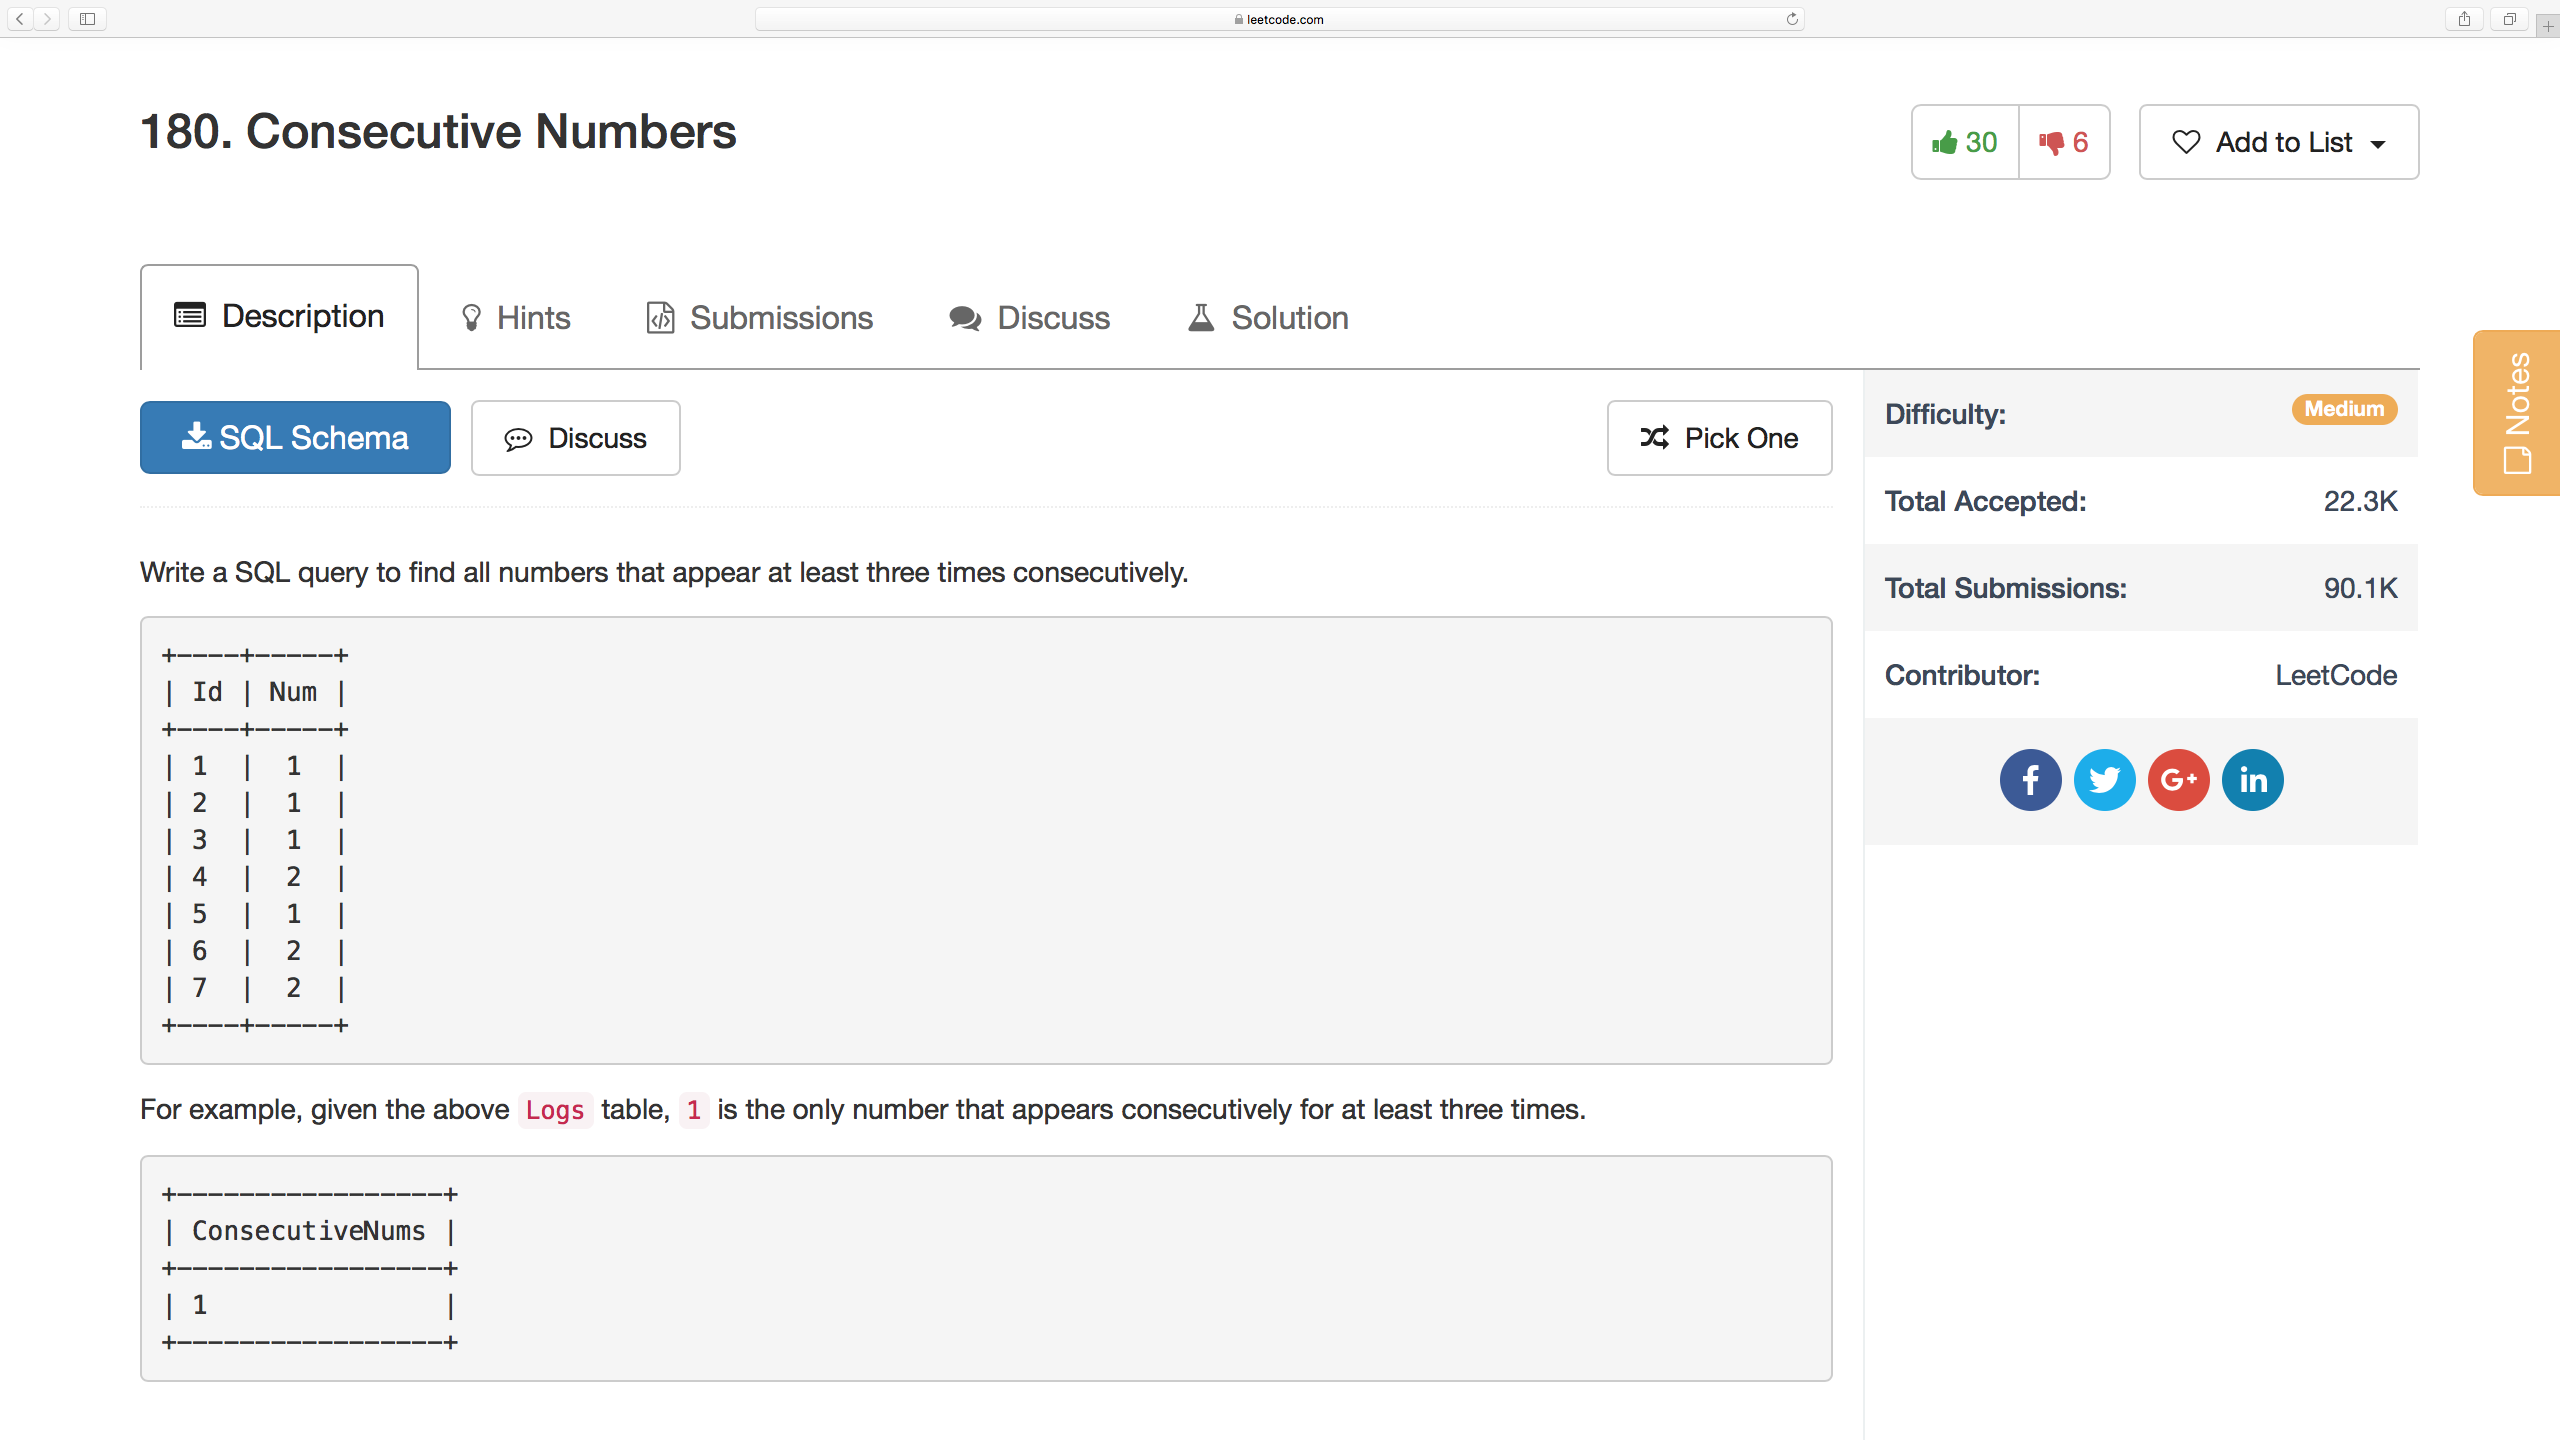 leetcode.com
180. Consecutive Numbers
30
6
Add to List
Description
Hints
Submissions
Discuss
Solution
Notes
SQL Schema
Discuss
Pick One
Difficulty:
Medium
Total Accepted:
22.3K
Total Submissions:
90.1K
Contributor:
LeetCode
f
G+
in
Write a SQL query to find all numbers that appear at least three times consecutively.
+----+-----+
| Id | Num |
+----+-----+
| 1  |  1  |
| 2  |  1  |
| 3  |  1  |
| 4  |  2  |
| 5  |  1  |
| 6  |  2  |
| 7  |  2  |
+----+-----+
For example, given the above Logs table, 1 is the only number that appears consecutively for at least three times.
+-----------------+
| ConsecutiveNums |
+-----------------+
| 1               |
+-----------------+